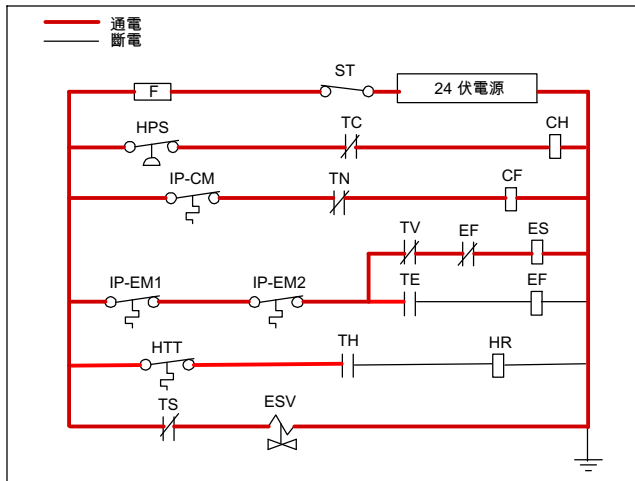 通電
斷電
ST
F
24 伏電源
HPS
TC
CH
IP-CM
TN
CF
TV
EF
ES
IP-EM1
IP-EM2
TE
EF
HTT
TH
HR
TS
ESV